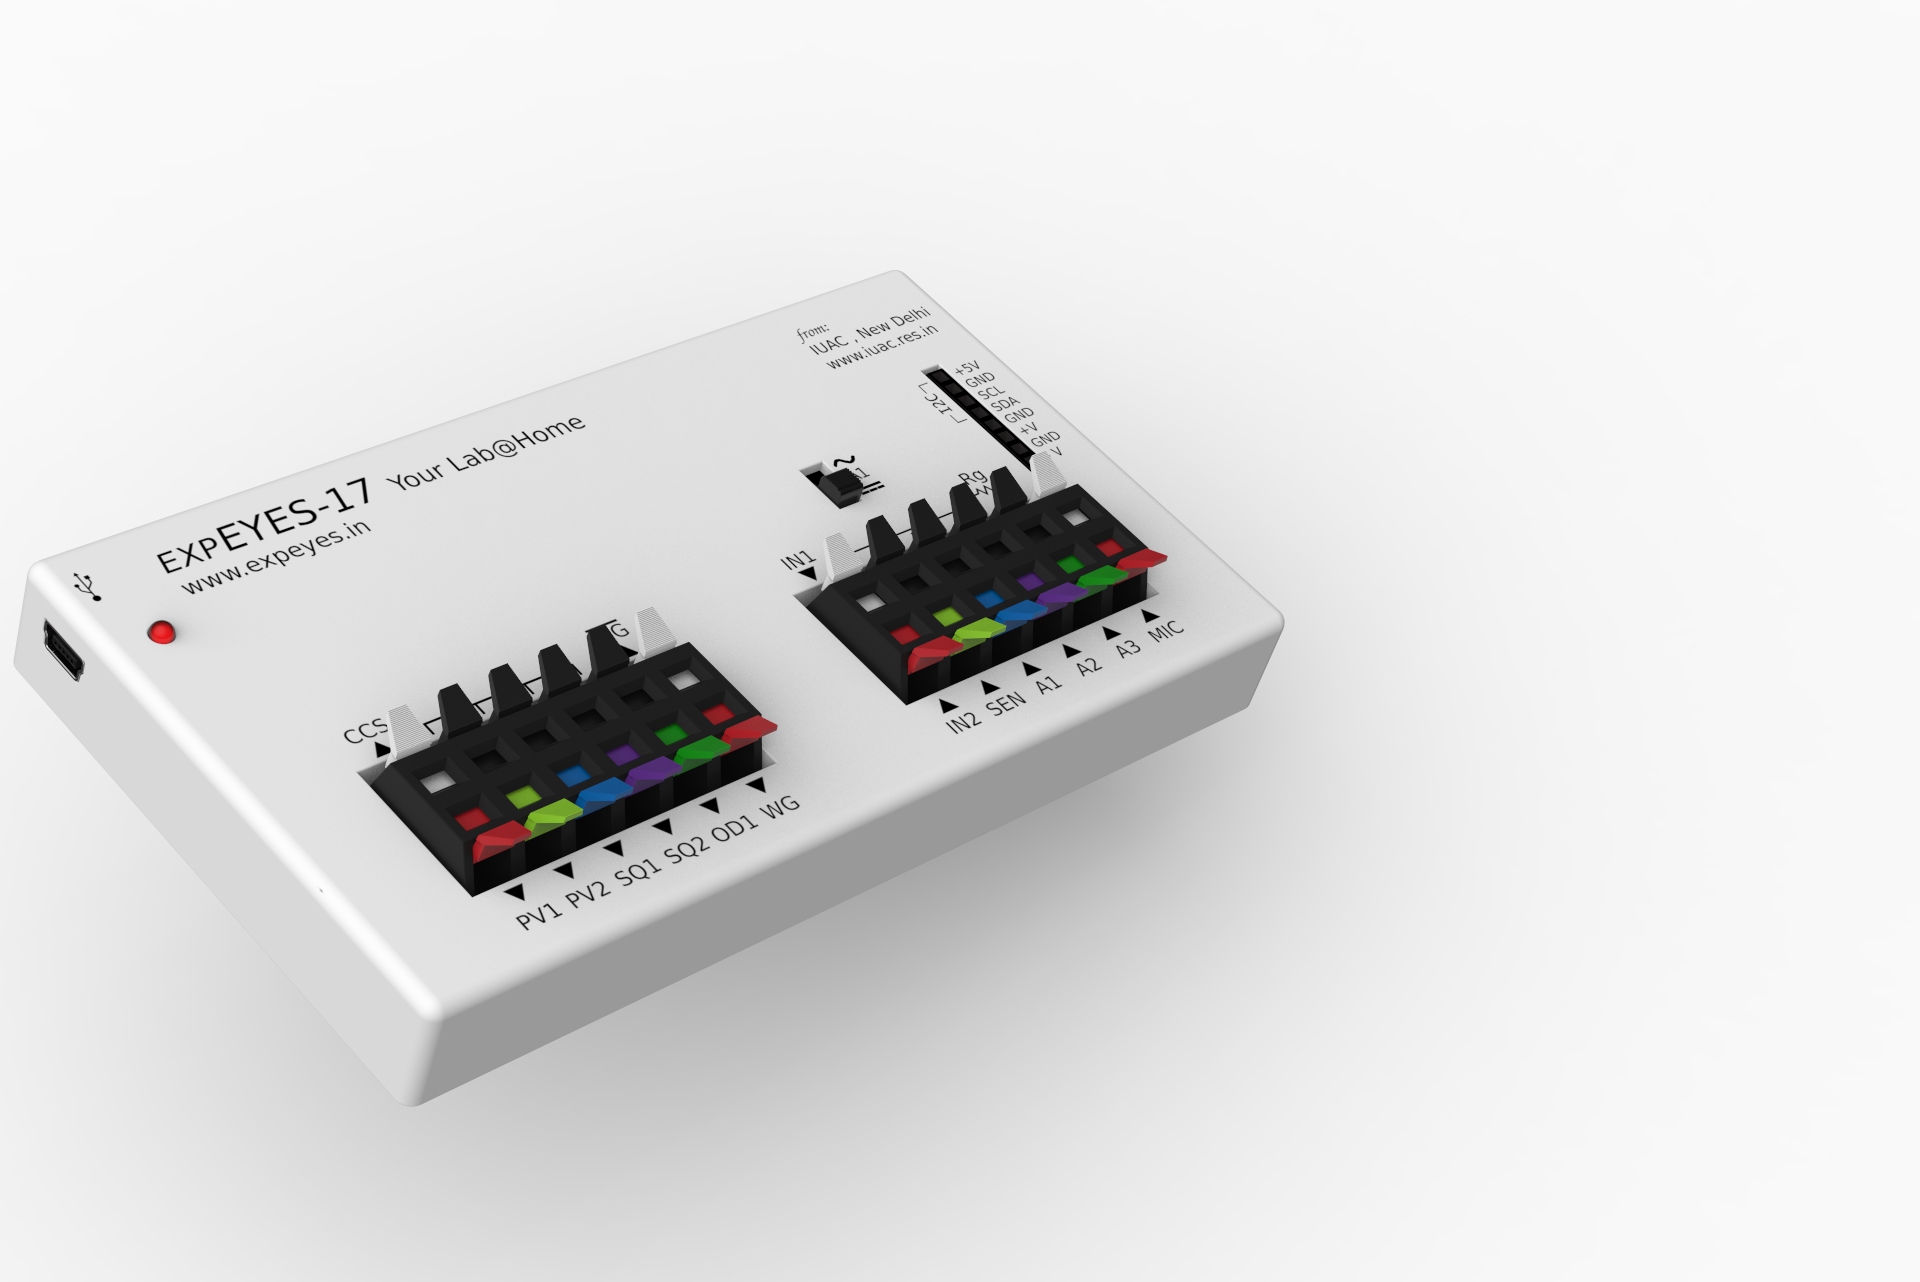 from:
IUAC , New Delhi
www.iuac.res.in
+5V
GND
SCL
SDA
GND
+V
GND
I2C
EXPEYES-17 Your Lab@Home
www.expeyes.in
Rg
IN1
CCS
IN2 SEN A1 A2 A3 MIC
PV1 PV2 SQ1 SQ2 OD1 WG